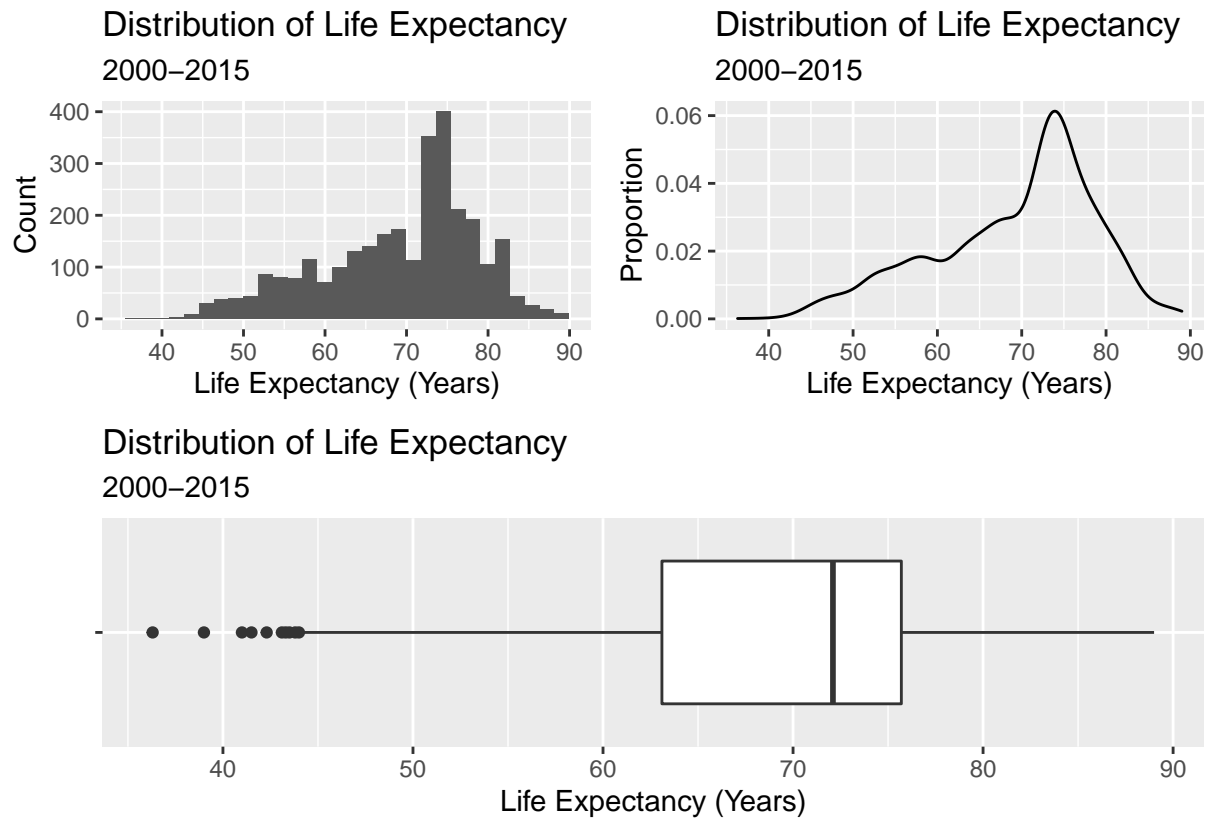 Distribution of Life Expectancy
2000−2015
400
300
200
100
0
Count
40 50 60 70 80 90
Life Expectancy (Years)
Distribution of Life Expectancy
2000−2015
0.06
0.04
0.02
0.00
Proportion
40 50 60 70 80 90
Life Expectancy (Years)
Distribution of Life Expectancy
2000−2015
40 50 60 70 80 90
Life Expectancy (Years)